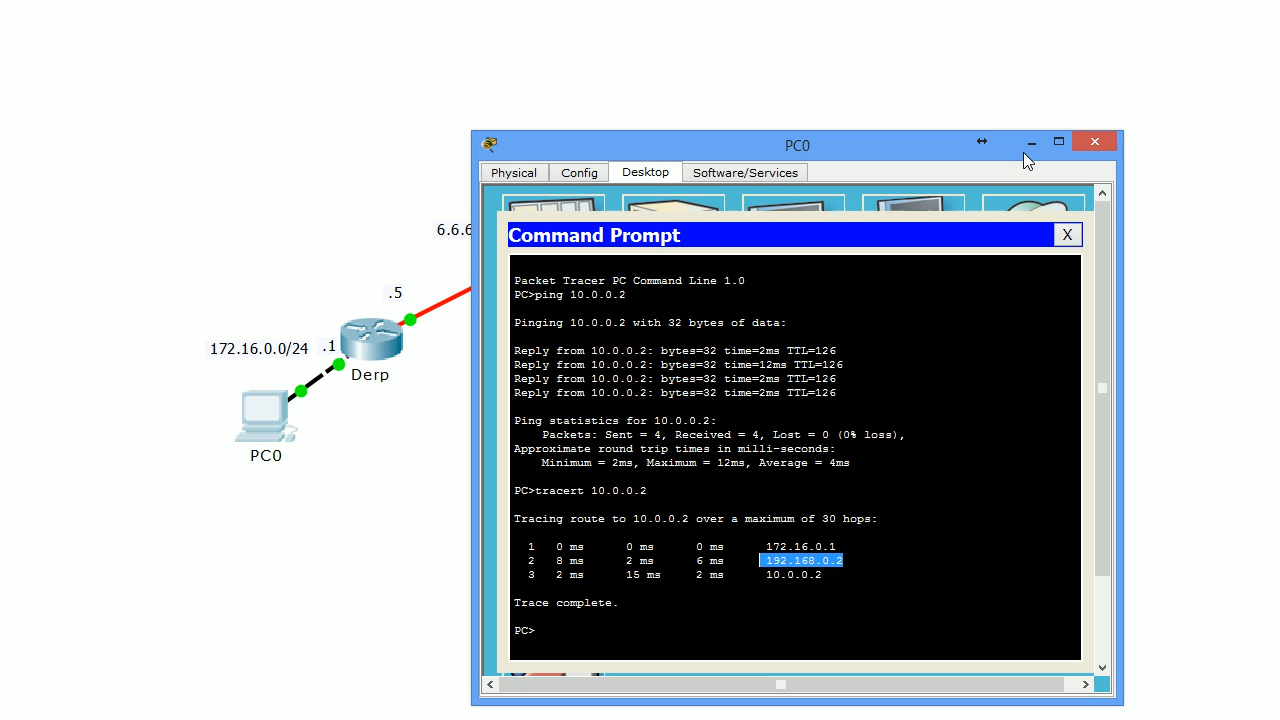 PC0
Physical
Config
Desktop
Software/Services
Command Prompt
X
Packet Tracer PC Command Line 1.0
PC>ping 10.0.0.2
Pinging 10.0.0.2 with 32 bytes of data:
Reply from 10.0.0.2: bytes=32 time=2ms TTL=126
Reply from 10.0.0.2: bytes=32 time=12ms TTL=126
Reply from 10.0.0.2: bytes=32 time=2ms TTL=126
Reply from 10.0.0.2: bytes=32 time=2ms TTL=126
Ping statistics for 10.0.0.2:
Packets: Sent = 4, Received = 4, Lost = 0 (0% loss),
Approximate round trip times in milli-seconds:
Minimum = 2ms, Maximum = 12ms, Average = 4ms
PC>tracert 10.0.0.2
Tracing route to 10.0.0.2 over a maximum of 30 hops:
1 0 ms 0 ms 0 ms 172.16.0.1
2 8 ms 2 ms 6 ms 192.168.0.2
3 2 ms 15 ms 2 ms 10.0.0.2
Trace complete.
PC>
6.6.6
.5
172.16.0.0/24
.1
Derp
PC0